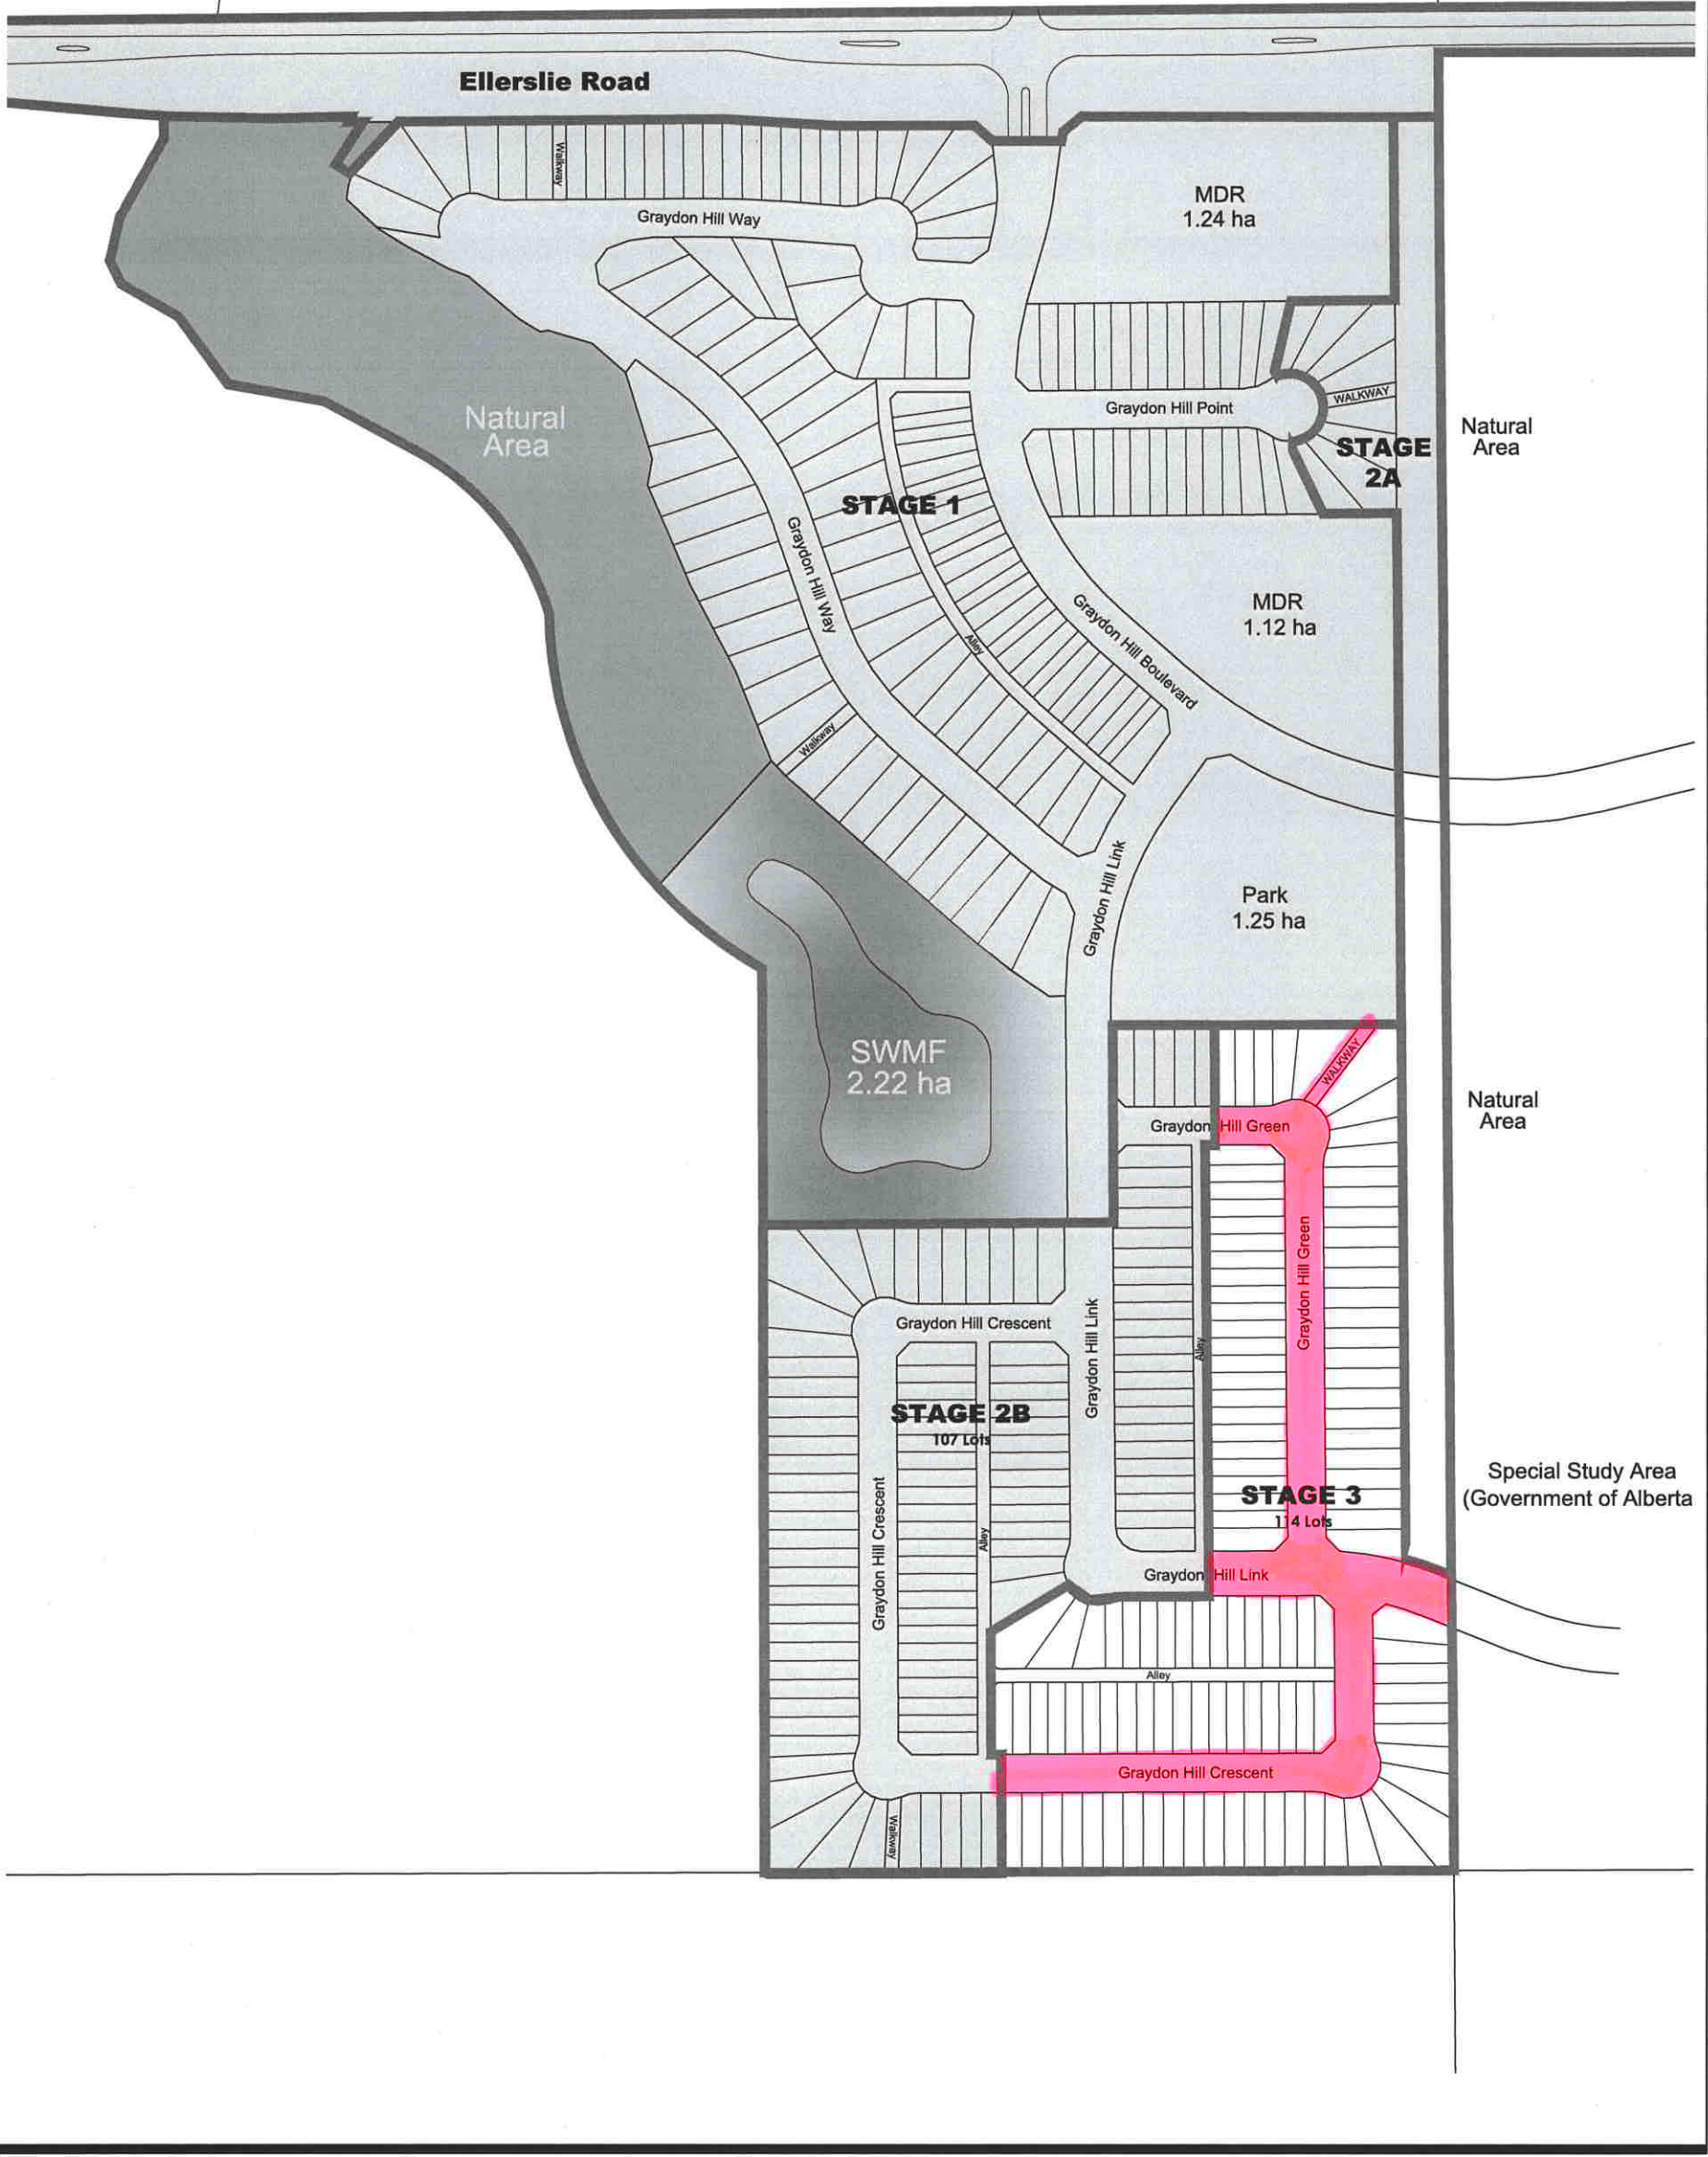 Ellerslie Road
Walkway
Graydon Hill Way
MDR
1.24 ha
Graydon Hill Point
WALKWAY
STAGE
2A
Natural
Area
Natural
Area
STAGE 1
Graydon Hill Way
Alley
Graydon Hill Boulevard
MDR
1.12 ha
Walkway
Graydon Hill Link
Park
1.25 ha
SWMF
2.22 ha
WALKWAY
Graydon Hill Green
Natural
Area
Graydon Hill Green
Graydon Hill Crescent
Graydon Hill Link
Alley
STAGE 2B
107 Lots
Graydon Hill Crescent
Alley
STAGE 3
114 Lots
Special Study Area
(Government of Alberta
Graydon Hill Link
Alley
Graydon Hill Crescent
Walkway